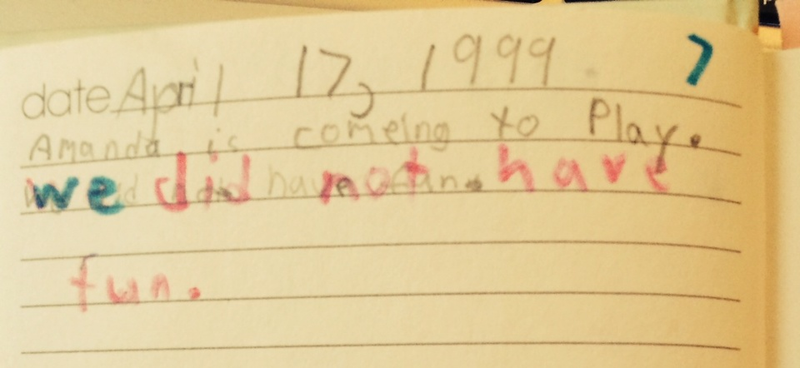 date April 17, 1999 7
Amanda is comeing to Play.
we did not have
fun.